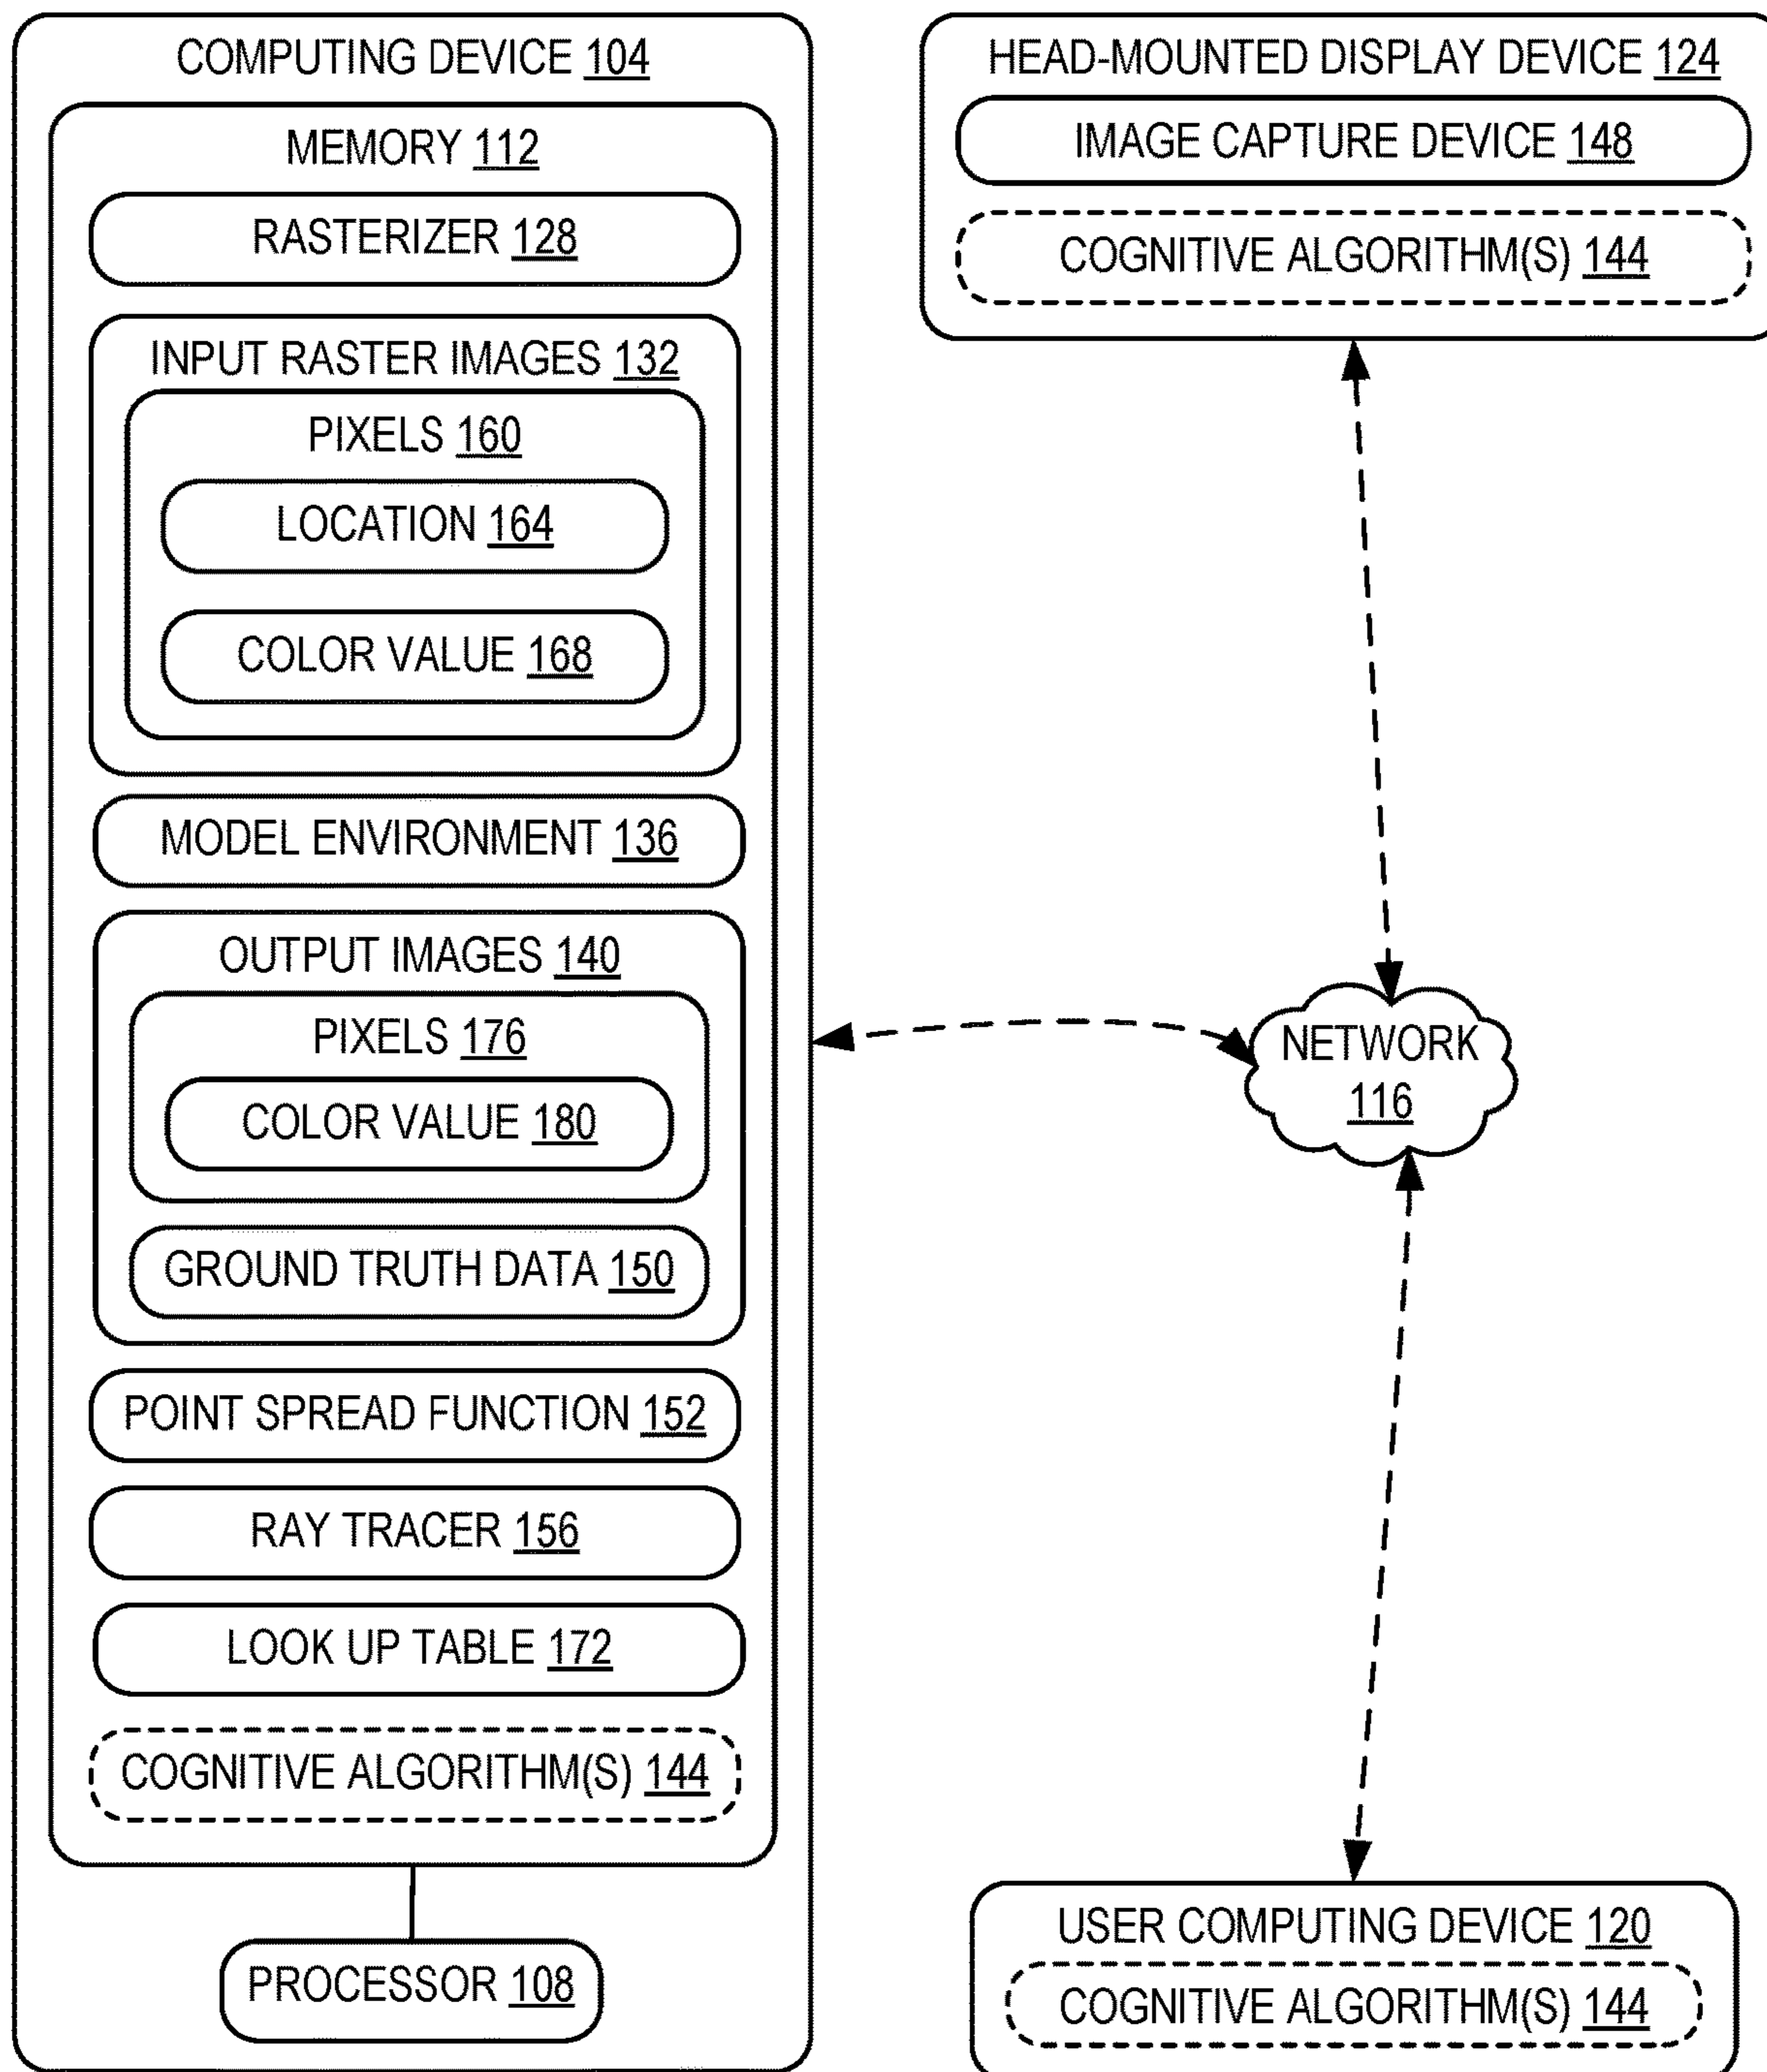 COMPUTING DEVICE 104
MEMORY 112
RASTERIZER 128
INPUT RASTER IMAGES 132
PIXELS 160
LOCATION 164
COLOR VALUE 168
MODEL ENVIRONMENT 136
OUTPUT IMAGES 140
PIXELS 176
COLOR VALUE 180
GROUND TRUTH DATA 150
POINT SPREAD FUNCTION 152
RAY TRACER 156
LOOK UP TABLE 172
COGNITIVE ALGORITHM(S) 144
PROCESSOR 108
HEAD-MOUNTED DISPLAY DEVICE 124
IMAGE CAPTURE DEVICE 148
COGNITIVE ALGORITHM(S) 144
NETWORK
116
USER COMPUTING DEVICE 120
COGNITIVE ALGORITHM(S) 144